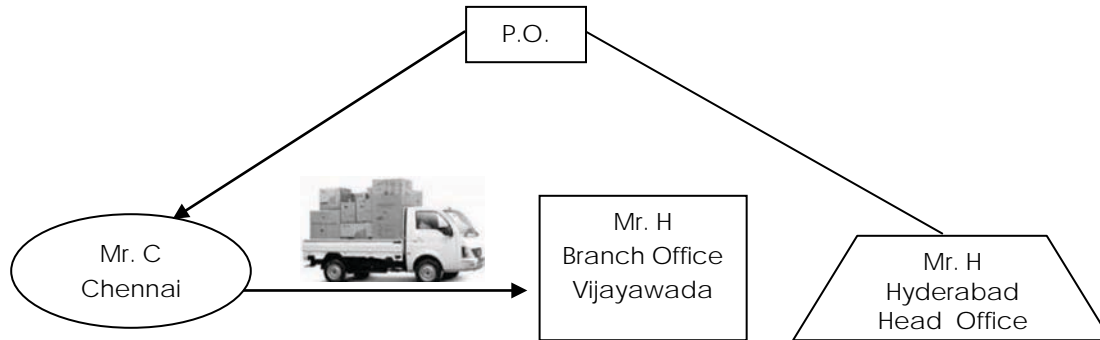 P.O.
Mr. C
Chennai
Mr. H
Branch Office
Vijayawada
Mr. H
Hyderabad
Head Office